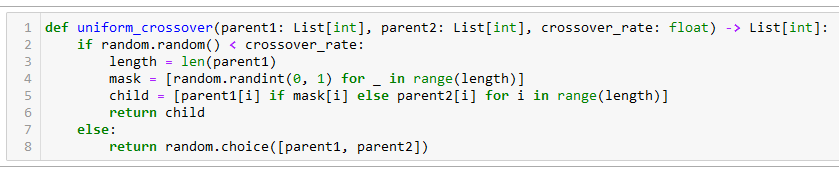 1 def uniform_crossover(parent1: List[int], parent2: List[int], crossover_rate: float) -> List[int]:
2     if random.random() < crossover_rate:
3         length = len(parent1)
4         mask = [random.randint(0, 1) for _ in range(length)]
5         child = [parent1[i] if mask[i] else parent2[i] for i in range(length)]
6         return child
7     else:
8         return random.choice([parent1, parent2])